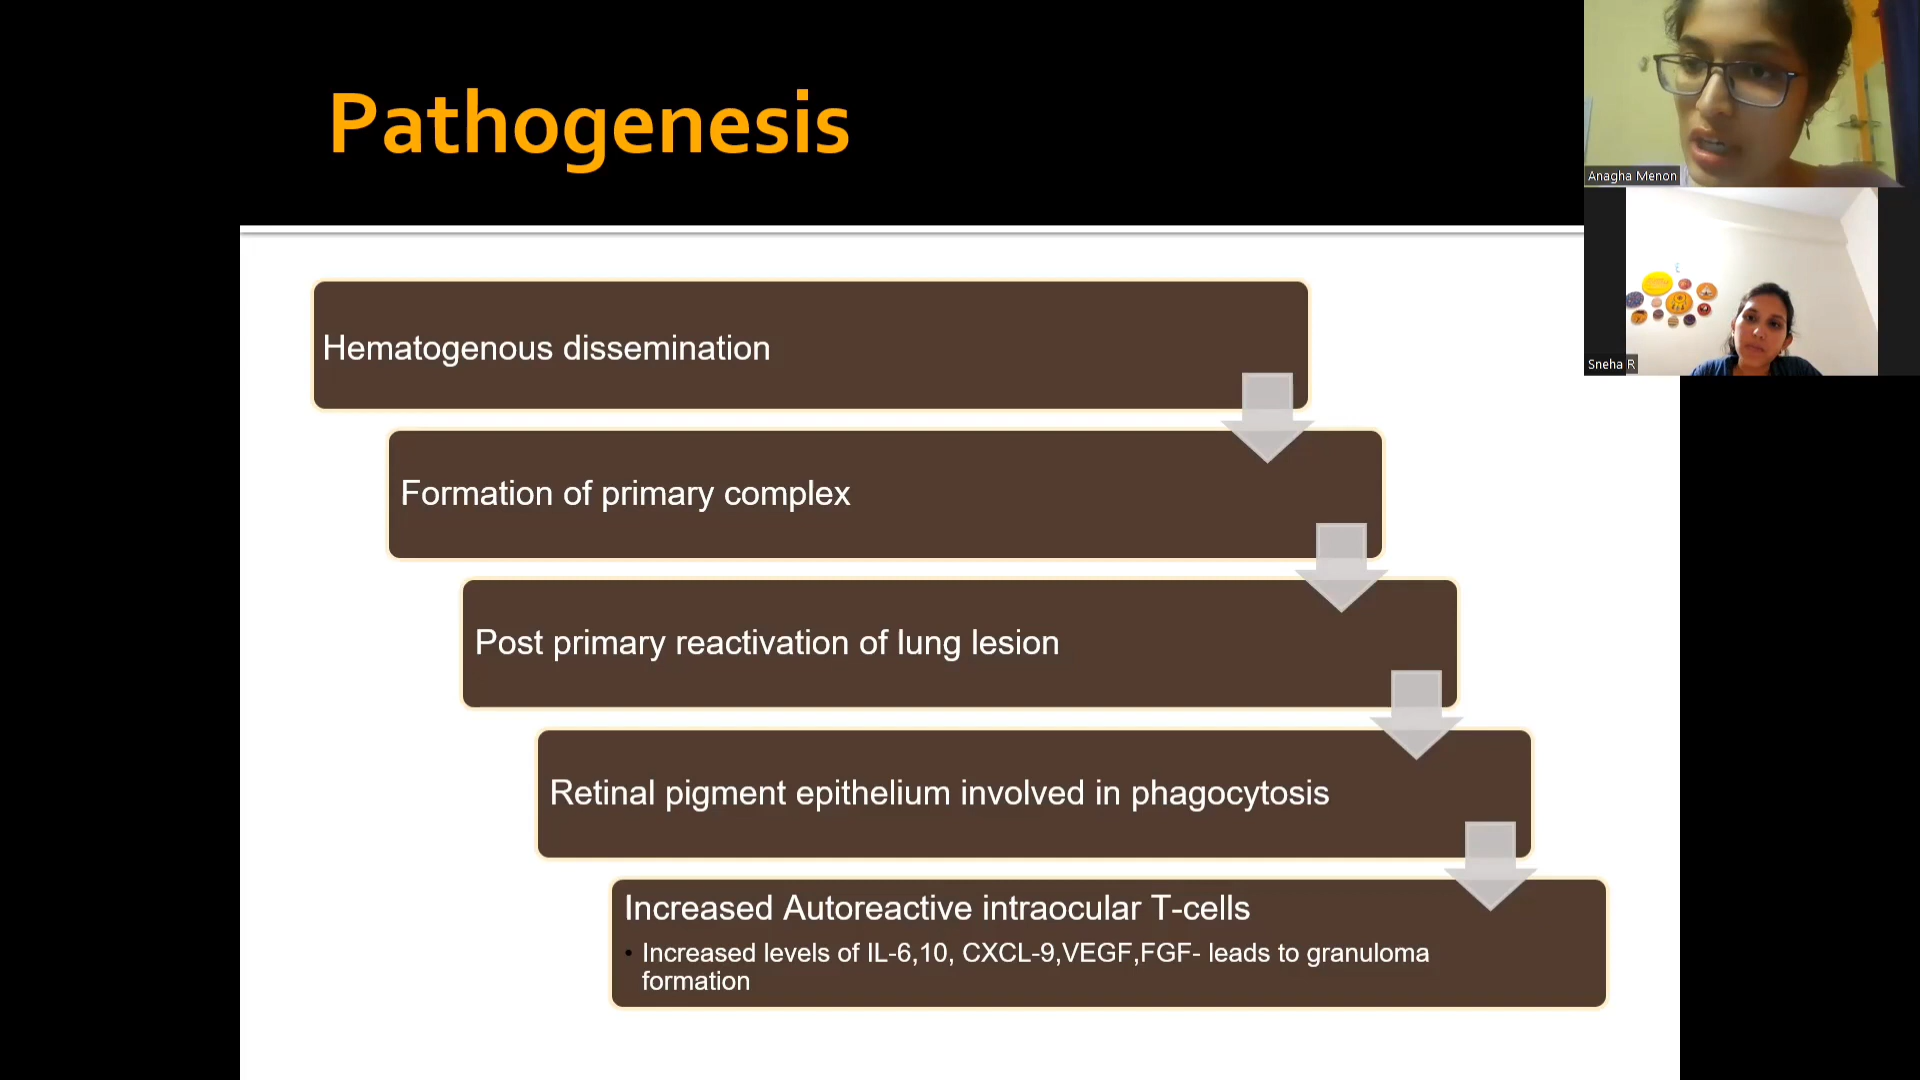 Pathogenesis
Anagha Menon
Sneha R
Hematogenous dissemination
Formation of primary complex
Post primary reactivation of lung lesion
Retinal pigment epithelium involved in phagocytosis
Increased Autoreactive intraocular T-cells
• Increased levels of IL-6,10, CXCL-9,VEGF,FGF- leads to granuloma
formation